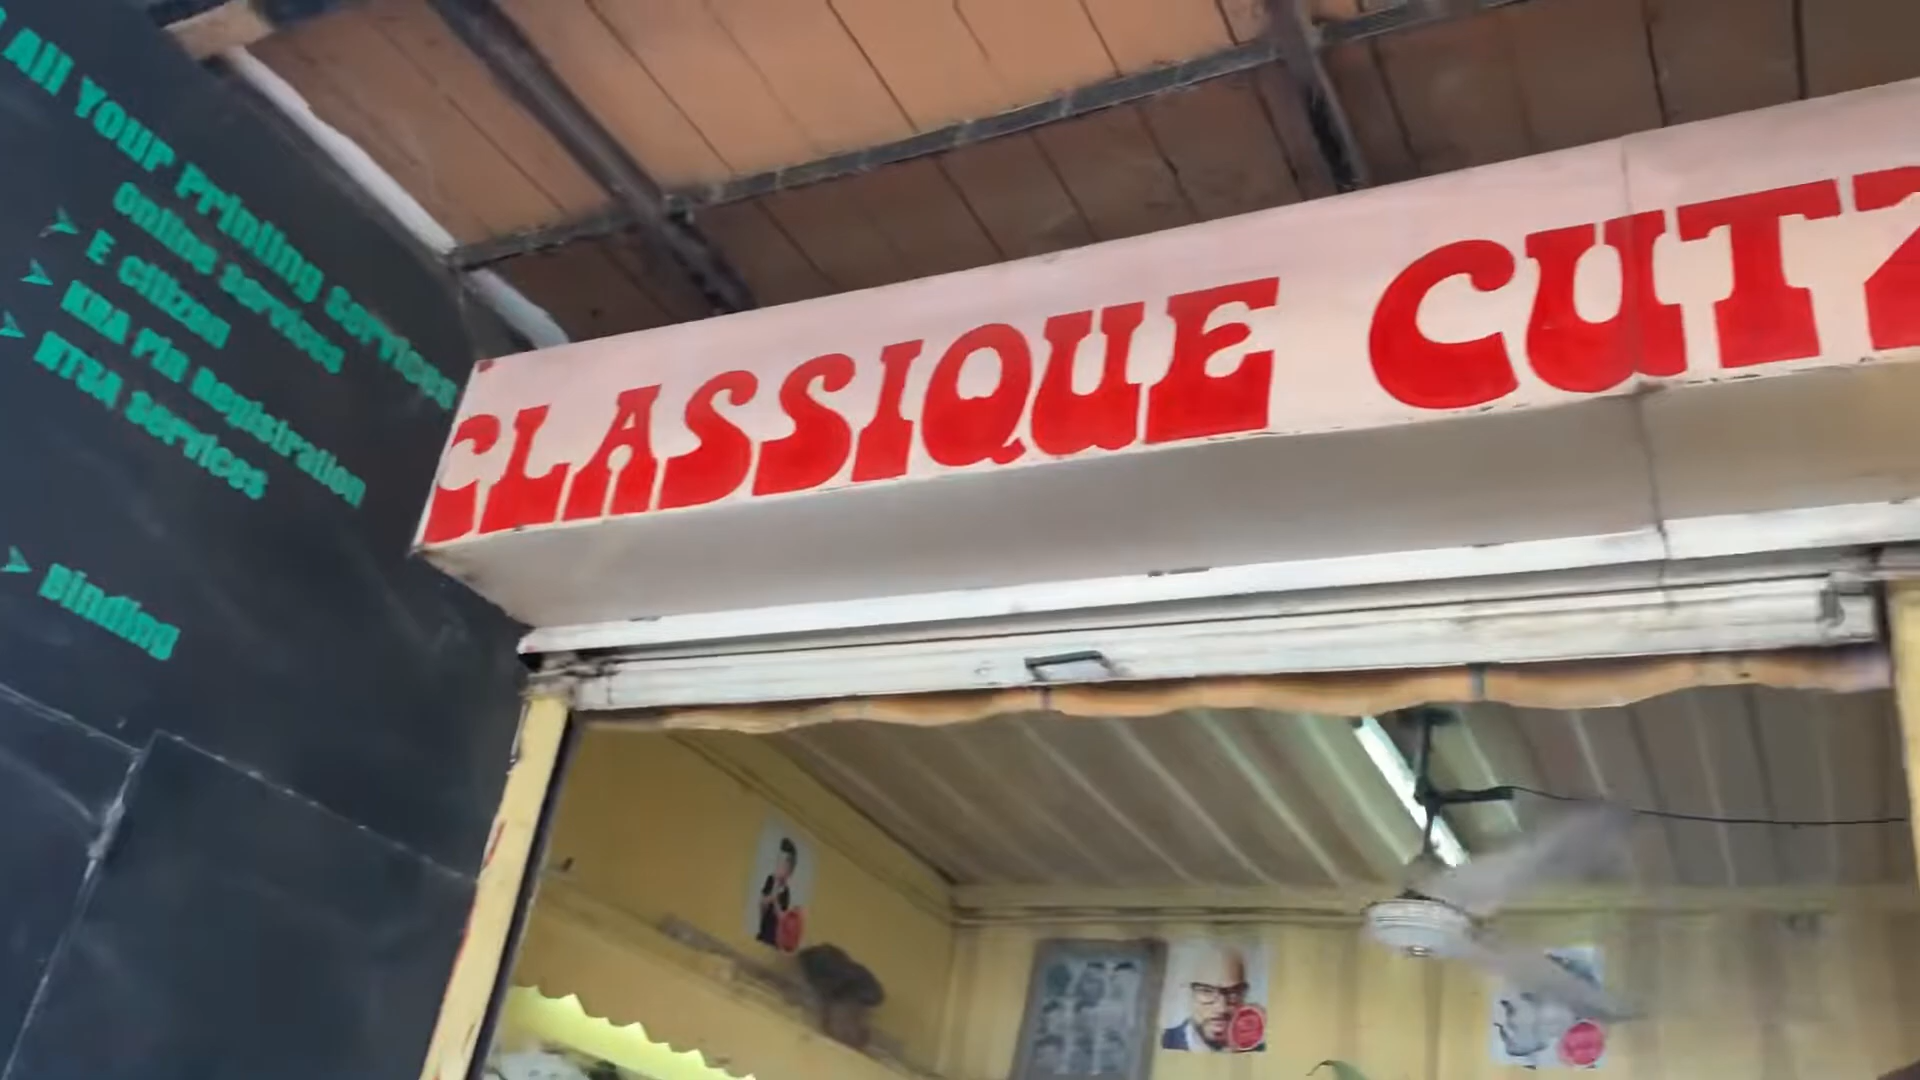 All Your Printing Services
Online Services
E citizen
KRA Pin Registration
NTSA Services
Binding
CLASSIQUE CUTZ